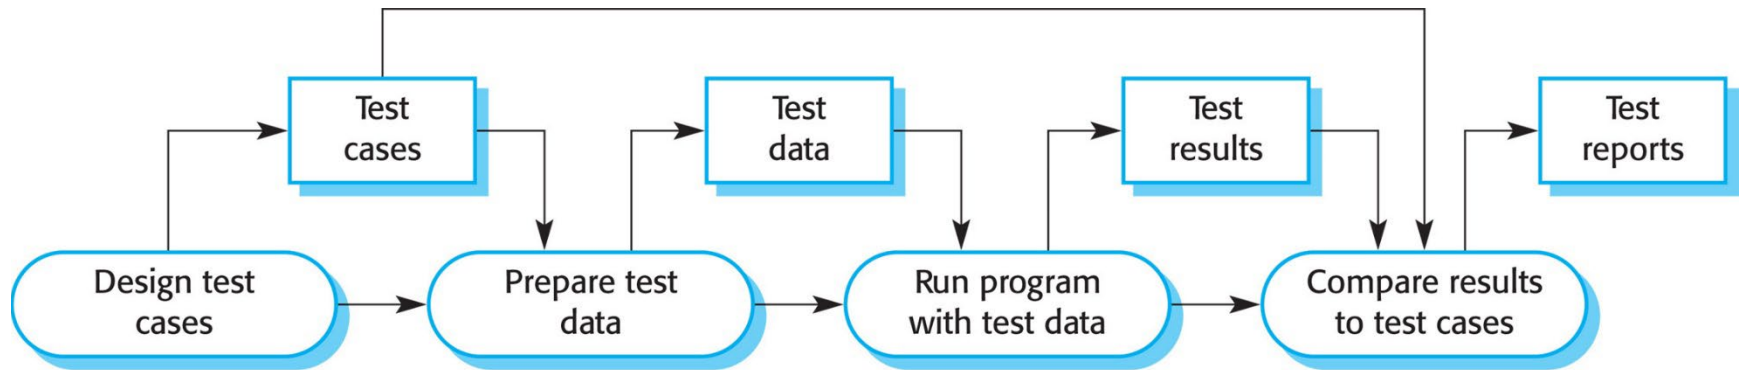 Test
cases
Test
data
Test
results
Test
reports
Design test
cases
Prepare test
data
Run program
with test data
Compare results
to test cases